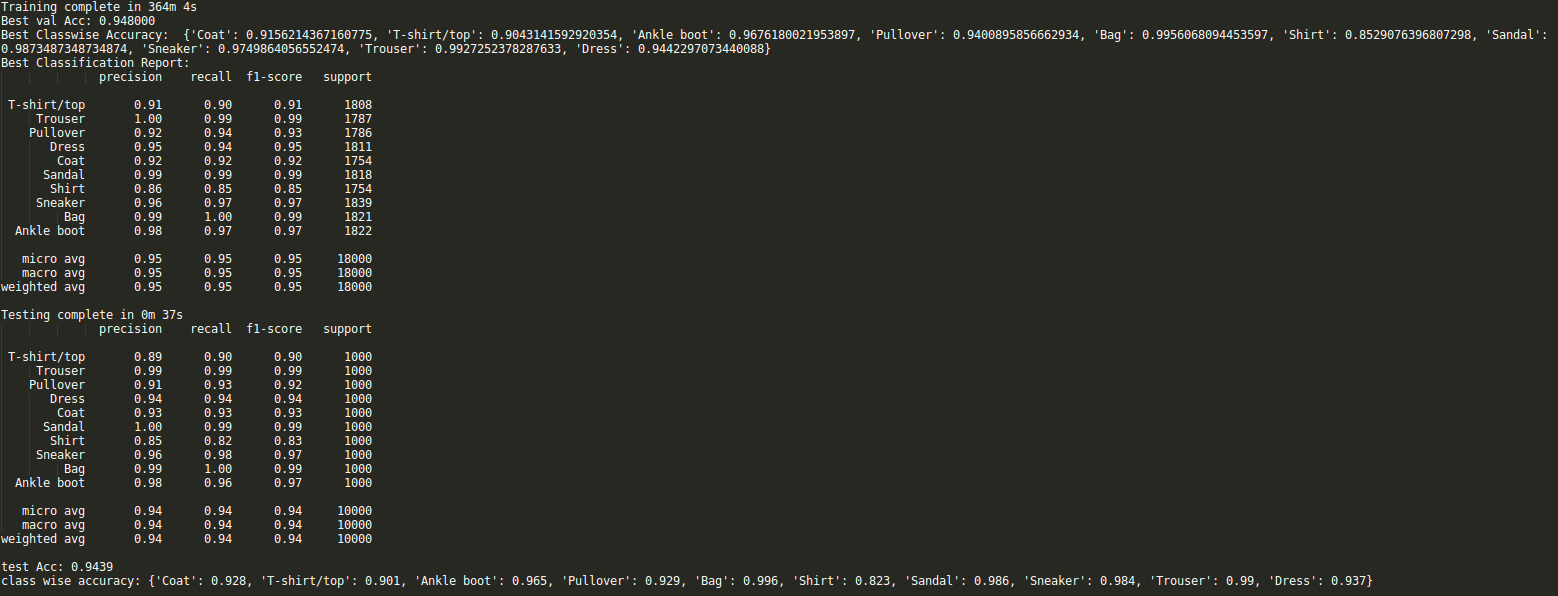 Training complete in 364m 4s
Best val Acc: 0.948000
Best Classwise Accuracy:  {'Coat': 0.9156214367160775, 'T-shirt/top': 0.9043141592920354, 'Ankle boot': 0.9676180021953897, 'Pullover': 0.9400895856662934, 'Bag': 0.9956068094453597, 'Shirt': 0.8529076396807298, 'Sandal':
0.9873487348734874, 'Sneaker': 0.9749864056552474, 'Trouser': 0.9927252378287633, 'Dress': 0.9442297073440088}
Best Classification Report:
precision    recall  f1-score   support
T-shirt/top       0.91      0.90      0.91      1808
Trouser       1.00      0.99      0.99      1787
Pullover       0.92      0.94      0.93      1786
Dress       0.95      0.94      0.95      1811
Coat       0.92      0.92      0.92      1754
Sandal       0.99      0.99      0.99      1818
Shirt       0.86      0.85      0.85      1754
Sneaker       0.96      0.97      0.97      1839
Bag       0.99      1.00      0.99      1821
Ankle boot       0.98      0.97      0.97      1822
micro avg       0.95      0.95      0.95     18000
macro avg       0.95      0.95      0.95     18000
weighted avg       0.95      0.95      0.95     18000
Testing complete in 0m 37s
precision    recall  f1-score   support
T-shirt/top       0.89      0.90      0.90      1000
Trouser       0.99      0.99      0.99      1000
Pullover       0.91      0.93      0.92      1000
Dress       0.94      0.94      0.94      1000
Coat       0.93      0.93      0.93      1000
Sandal       1.00      0.99      0.99      1000
Shirt       0.85      0.82      0.83      1000
Sneaker       0.96      0.98      0.97      1000
Bag       0.99      1.00      0.99      1000
Ankle boot       0.98      0.96      0.97      1000
micro avg       0.94      0.94      0.94     10000
macro avg       0.94      0.94      0.94     10000
weighted avg       0.94      0.94      0.94     10000
test Acc: 0.9439
class wise accuracy: {'Coat': 0.928, 'T-shirt/top': 0.901, 'Ankle boot': 0.965, 'Pullover': 0.929, 'Bag': 0.996, 'Shirt': 0.823, 'Sandal': 0.986, 'Sneaker': 0.984, 'Trouser': 0.99, 'Dress': 0.937}